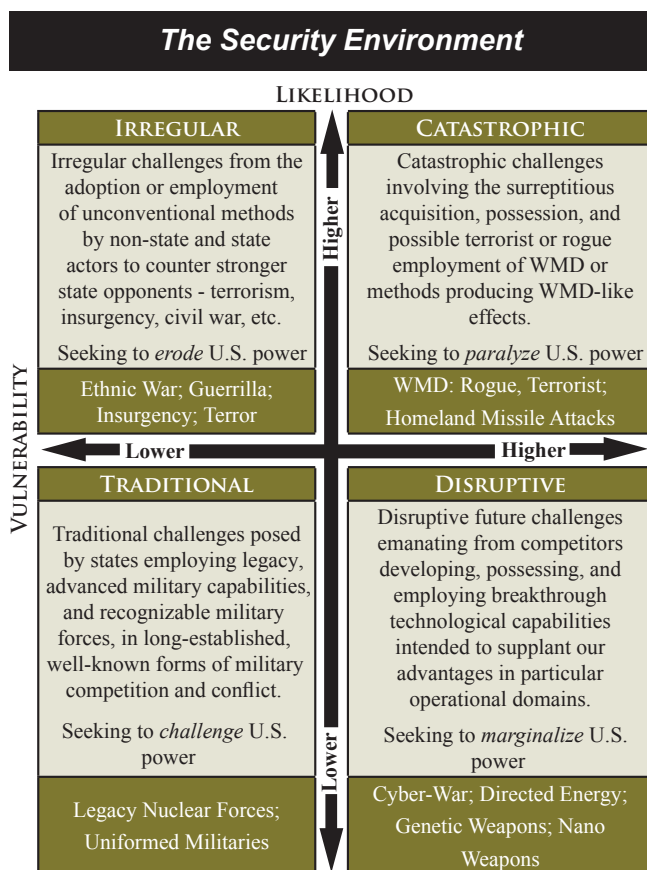 The Security Environment
LIKELIHOOD
IRREGULAR
Irregular challenges from the
adoption or employment
of unconventional methods
by non-state and state
actors to counter stronger
state opponents - terrorism,
insurgency, civil war, etc.
Seeking to erode U.S. power
Ethnic War; Guerrilla;
Insurgency; Terror
Higher
CATASTROPHIC
Catastrophic challenges
involving the surreptitious
acquisition, possession, and
possible terrorist or rogue
employment of WMD or
methods producing WMD-like
effects.
Seeking to paralyze U.S. power
WMD: Rogue, Terrorist;
Homeland Missile Attacks
VULNERABILITY
Lower
Higher
TRADITIONAL
Traditional challenges posed
by states employing legacy,
advanced military capabilities,
and recognizable military
forces, in long-established,
well-known forms of military
competition and conflict.
Seeking to challenge U.S.
power
Legacy Nuclear Forces;
Uniformed Militaries
Lower
DISRUPTIVE
Disruptive future challenges
emanating from competitors
developing, possessing, and
employing breakthrough
technological capabilities
intended to supplant our
advantages in particular
operational domains.
Seeking to marginalize U.S.
power
Cyber-War; Directed Energy;
Genetic Weapons; Nano
Weapons